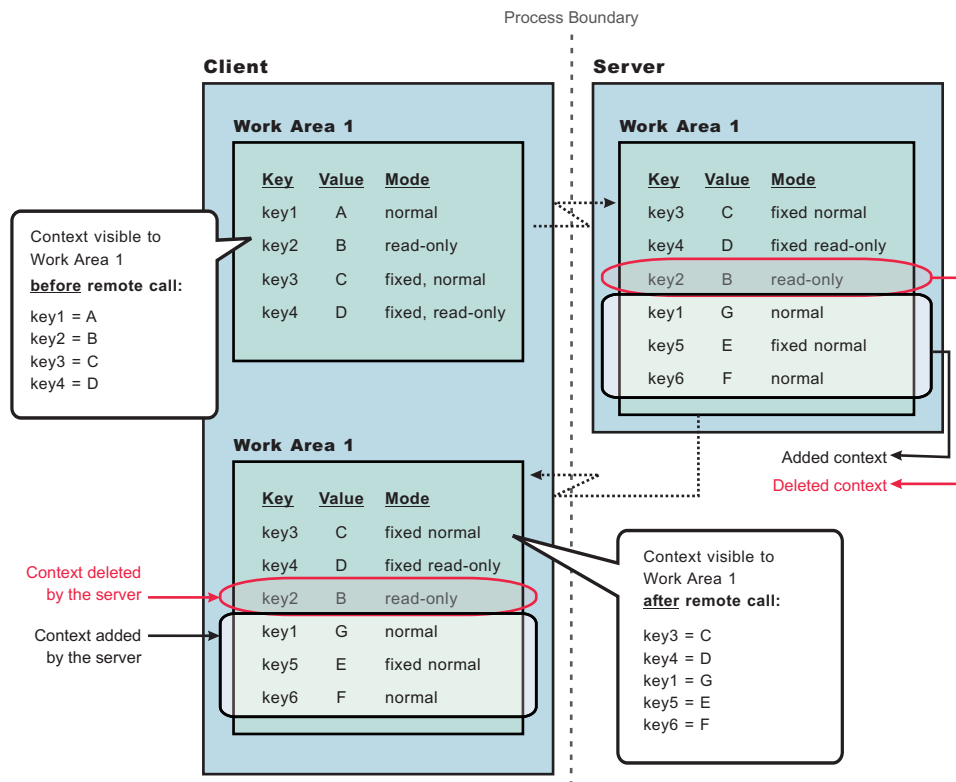 Process Boundary
Client
Work Area 1
Key Value Mode
key1 A normal
key2 B read-only
key3 C fixed, normal
key4 D fixed, read-only
Context visible to
Work Area 1
before remote call:
key1 = A
key2 = B
key3 = C
key4 = D
Server
Work Area 1
Key Value Mode
key3 C fixed normal
key4 D fixed read-only
key2 B read-only
key1 G normal
key5 E fixed normal
key6 F normal
Added context
Deleted context
Work Area 1
Key Value Mode
key3 C fixed normal
key4 D fixed read-only
key2 B read-only
key1 G normal
key5 E fixed normal
key6 F normal
Context deleted
by the server
Context added
by the server
Context visible to
Work Area 1
after remote call:
key3 = C
key4 = D
key1 = G
key5 = E
key6 = F